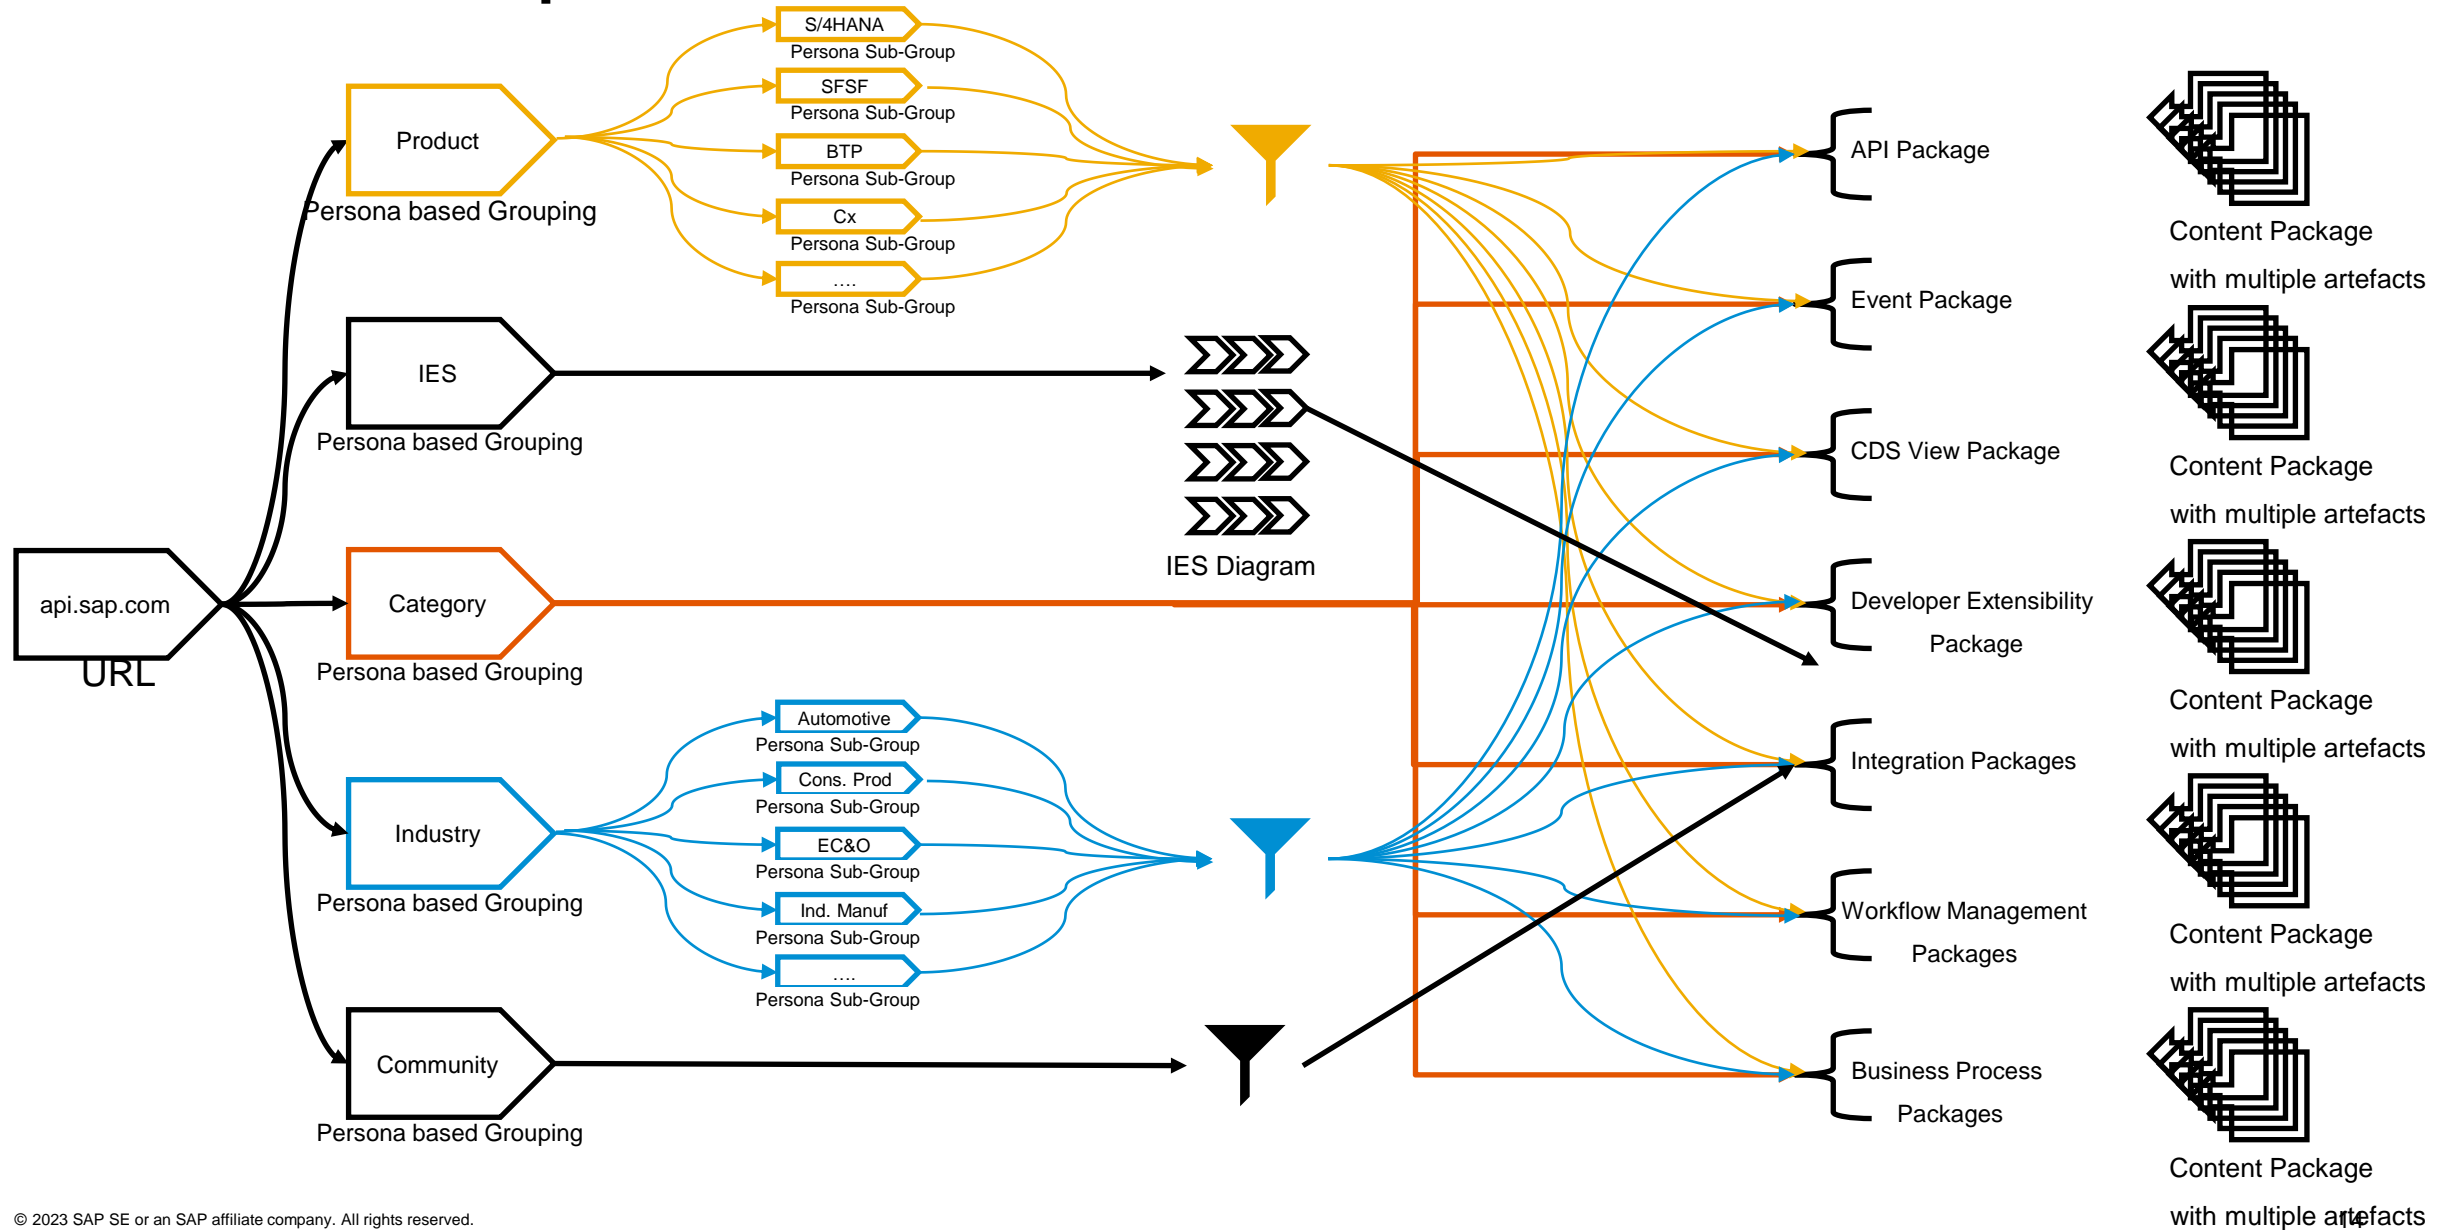 S/4HANA
Persona Sub-Group
SFSF
Persona Sub-Group
BTP
Persona Sub-Group
Cx
Persona Sub-Group
....
Persona Sub-Group
Product
Persona based Grouping
IES
Persona based Grouping
api.sap.com
URL
Category
Persona based Grouping
Industry
Persona based Grouping
Community
Persona based Grouping
Automotive
Persona Sub-Group
Cons. Prod
Persona Sub-Group
EC&O
Persona Sub-Group
Ind. Manuf
Persona Sub-Group
....
Persona Sub-Group
IES Diagram
API Package
Event Package
CDS View Package
Developer Extensibility
Package
Integration Packages
Workflow Management
Packages
Business Process
Packages
Content Package
with multiple artefacts
Content Package
with multiple artefacts
Content Package
with multiple artefacts
Content Package
with multiple artefacts
Content Package
with multiple artefacts
© 2023 SAP SE or an SAP affiliate company. All rights reserved.
14